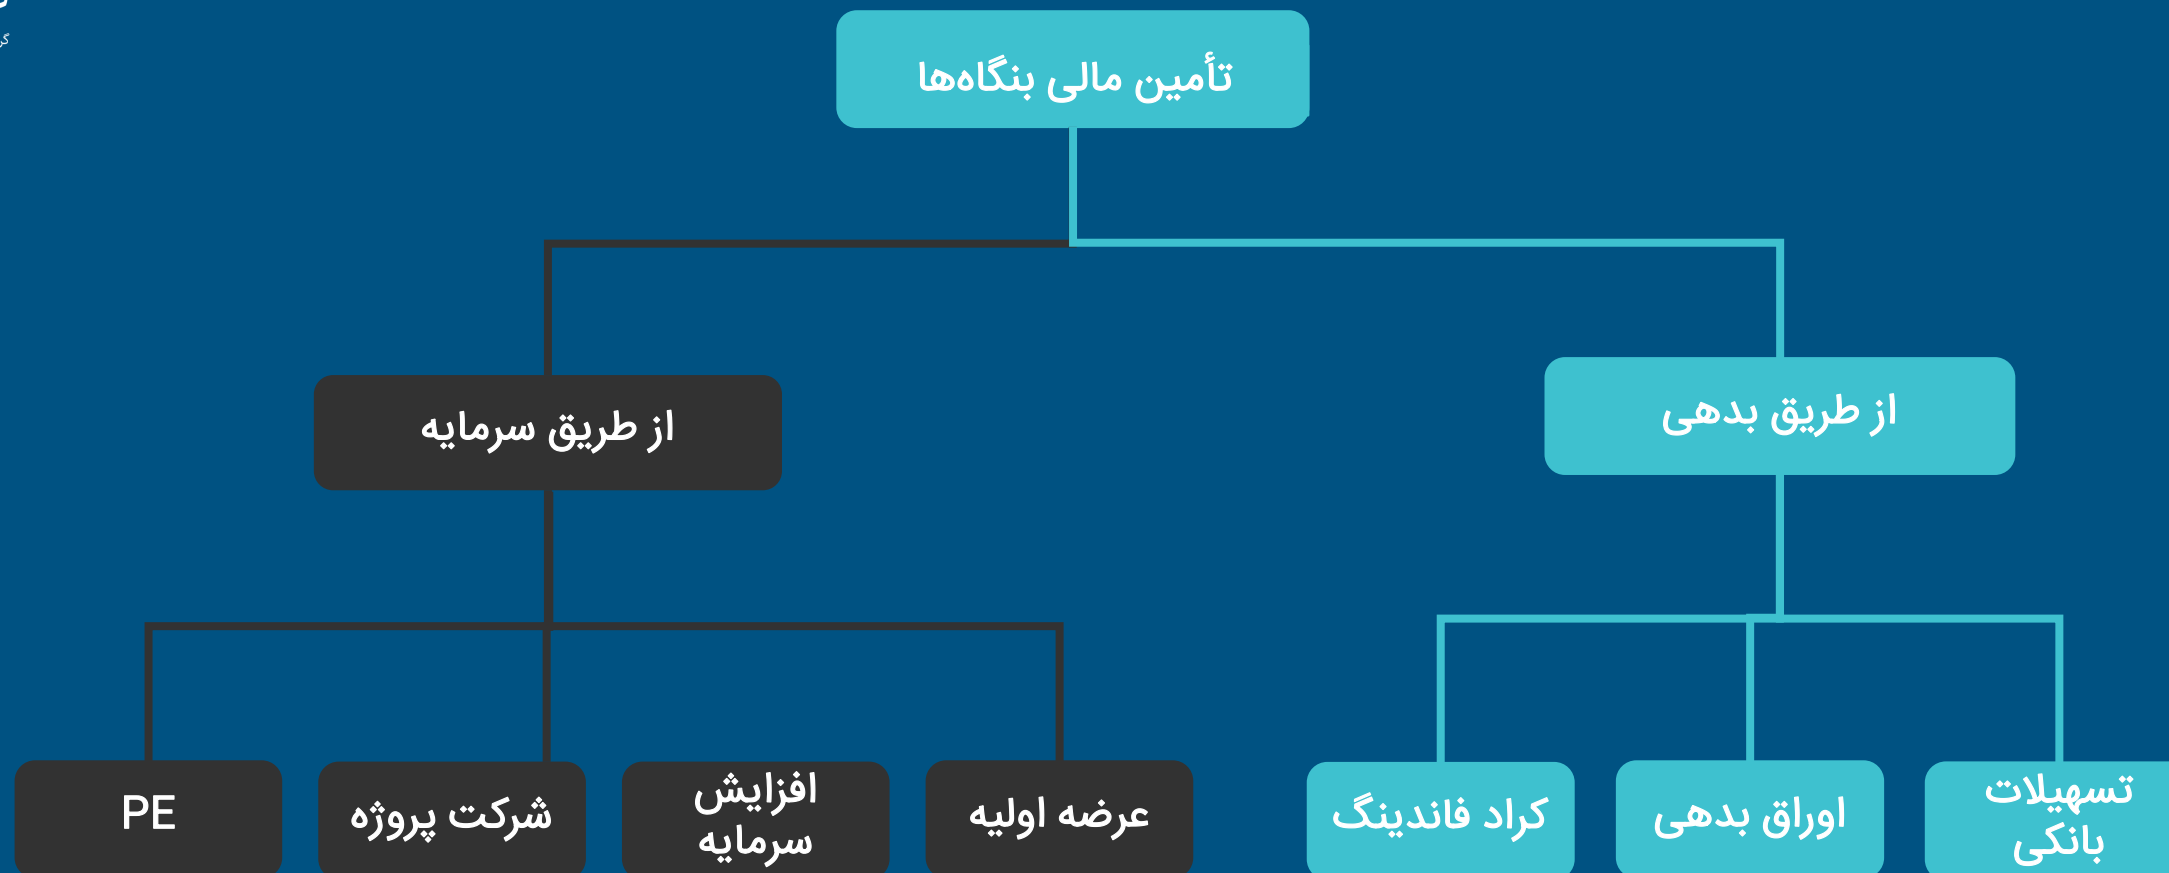 تأمین مالی بنگاه‌ها
از طریق بدهی
از طریق سرمایه
تسهیلات
بانکی
اوراق بدهی
کراد فاندینگ
عرضه اولیه
افزایش
سرمایه
شرکت پروژه
PE